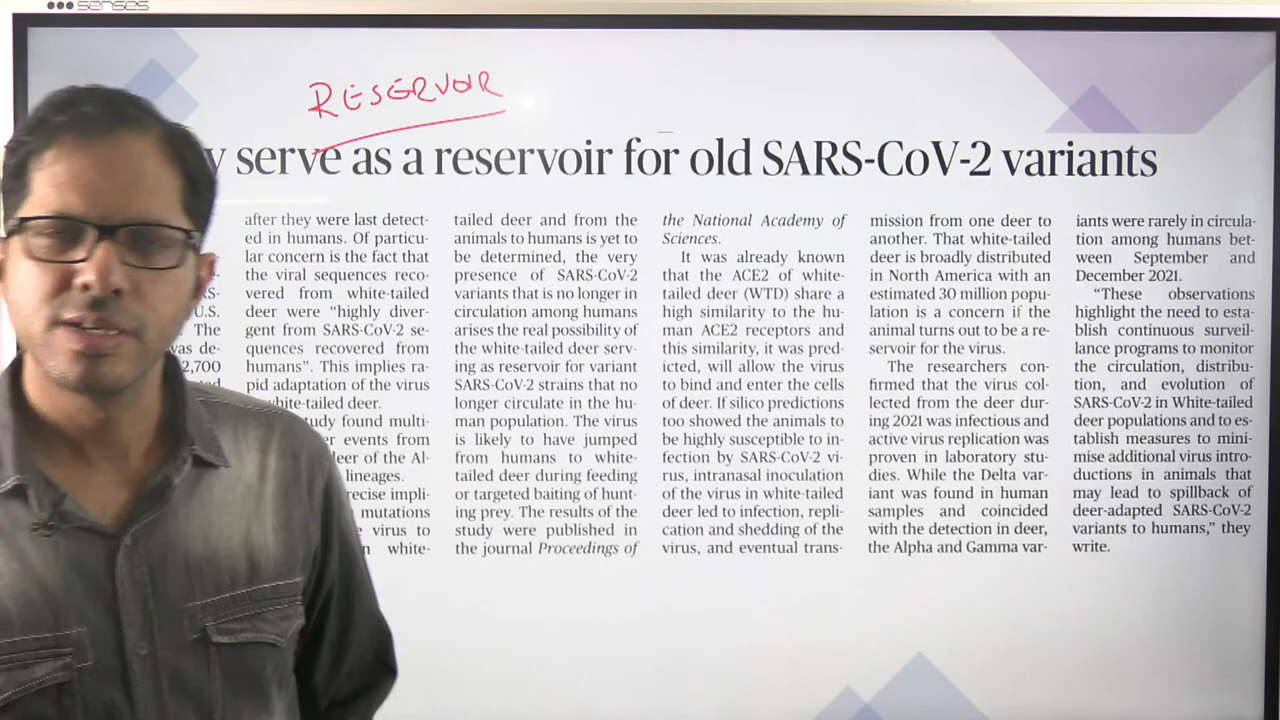 senses
RESERVOIR
serve as a reservoir for old SARS-CoV-2 variants
U.S.
The
2,700
after they were last detect-
ed in humans. Of particu-
lar concern is the fact that
the viral sequences reco-
vered from white-tailed
deer were “highly diver-
gent from SARS-CoV-2 se-
quences recovered from
humans”. This implies ra-
pid adaptation of the virus
white-tailed deer.
study found multi-
events from
deer of the Al-
lineages.
precise impli-
mutations
virus to
white-
tailed deer and from the
animals to humans is yet to
be determined, the very
presence of SARS-CoV-2
variants that is no longer in
circulation among humans
arises the real possibility of
the white-tailed deer serv-
ing as reservoir for variant
SARS-CoV-2 strains that no
longer circulate in the hu-
man population. The virus
is likely to have jumped
from humans to white-
tailed deer during feeding
or targeted baiting of hunt-
ing prey. The results of the
study were published in
the journal Proceedings of
the National Academy of
Sciences.
It was already known
that the ACE2 of white-
tailed deer (WTD) share a
high similarity to the hu-
man ACE2 receptors and
this similarity, it was pred-
icted, will allow the virus
to bind and enter the cells
of deer. If silico predictions
too showed the animals to
be highly susceptible to in-
fection by SARS-CoV-2 vi-
rus, intranasal inoculation
of the virus in white-tailed
deer led to infection, repli-
cation and shedding of the
virus, and eventual trans-
mission from one deer to
another. That white-tailed
deer is broadly distributed
in North America with an
estimated 30 million popu-
lation is a concern if the
animal turns out to be a re-
servoir for the virus.
The researchers con-
firmed that the virus col-
lected from the deer dur-
ing 2021 was infectious and
active virus replication was
proven in laboratory stu-
dies. While the Delta var-
iant was found in human
samples and coincided
with the detection in deer,
the Alpha and Gamma var-
iants were rarely in circula-
tion among humans bet-
ween September and
December 2021.
“These observations
highlight the need to esta-
blish continuous surveil-
lance programs to monitor
the circulation, distribu-
tion, and evolution of
SARS-CoV-2 in White-tailed
deer populations and to es-
tablish measures to mini-
mise additional virus intro-
ductions in animals that
may lead to spillback of
deer-adapted SARS-CoV-2
variants to humans,” they
write.